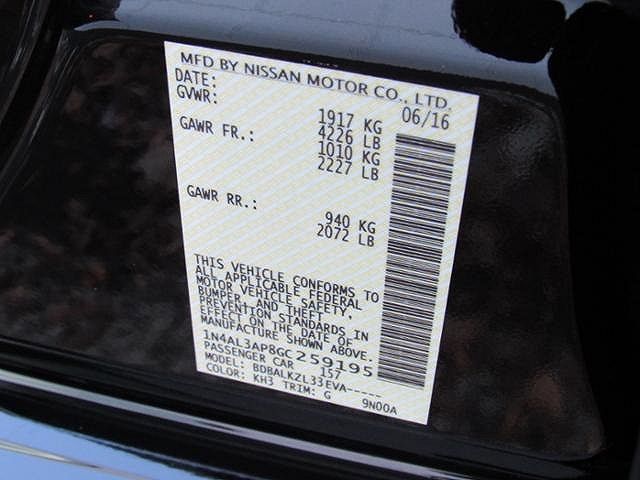 MFD BY NISSAN MOTOR CO., LTD.
DATE: 06/16
GVWR: 1917 KG
4226 LB
GAWR FR.: 1010 KG
2227 LB
GAWR RR.: 940 KG
2072 LB
THIS VEHICLE CONFORMS TO
ALL APPLICABLE FEDERAL
MOTOR VEHICLE SAFETY,
BUMPER, AND THEFT
PREVENTION STANDARDS IN
EFFECT ON THE DATE OF
MANUFACTURE SHOWN ABOVE.
1N4AL3AP8GC259195
PASSENGER CAR 157
MODEL: BDBALKZL33EVA-----
COLOR: KH3 TRIM: G 9N00A